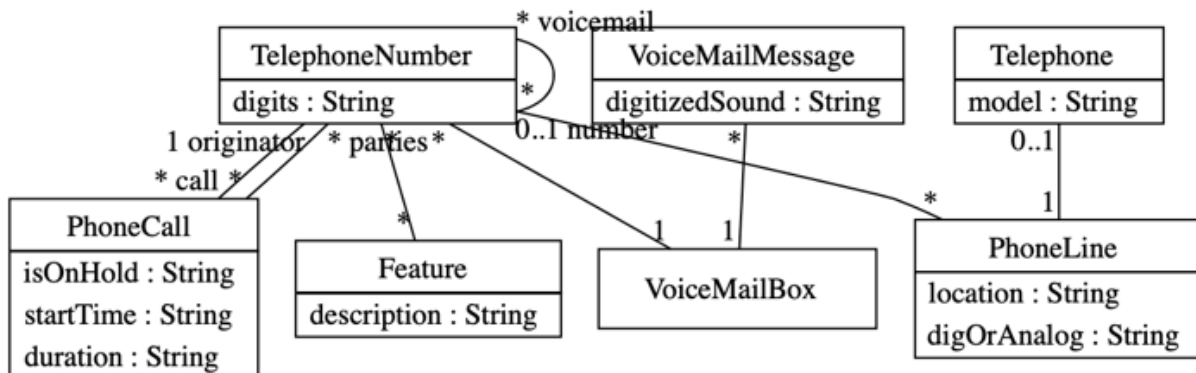 * voicemail
TelephoneNumber
VoiceMailMessage
Telephone
digits : String
*
digitizedSound : String
model : String
1 originator
* parties
*
*
0..1 number
*
0..1
* call
*
*
1
1
*
1
PhoneCall
Feature
VoiceMailBox
PhoneLine
isOnHold : String
description : String
location : String
startTime : String
digOrAnalog : String
duration : String